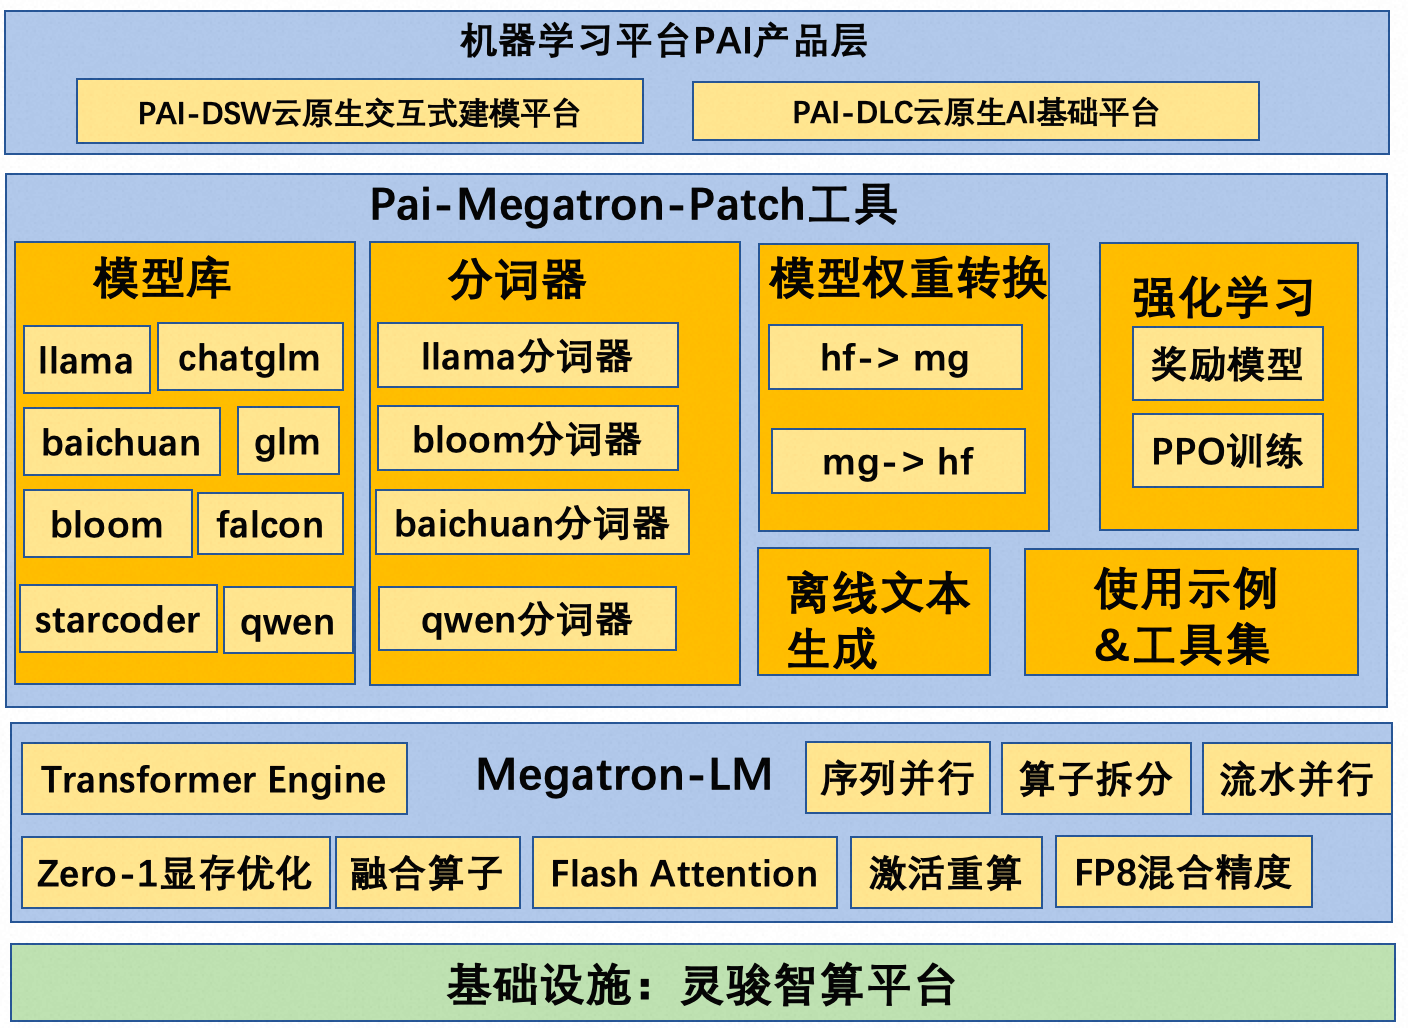 机器学习平台PAI产品层
PAI-DSW云原生交互式建模平台
PAI-DLC云原生AI基础平台
Pai-Megatron-Patch工具
模型库
llama
chatglm
baichuan
glm
bloom
falcon
starcoder
qwen
分词器
llama分词器
bloom分词器
baichuan分词器
qwen分词器
模型权重转换
hf-> mg
mg-> hf
强化学习
奖励模型
PPO训练
离线文本
生成
使用示例
&工具集
Transformer Engine
Megatron-LM
序列并行
算子拆分
流水并行
Zero-1显存优化
融合算子
Flash Attention
激活重算
FP8混合精度
基础设施：灵骏智算平台